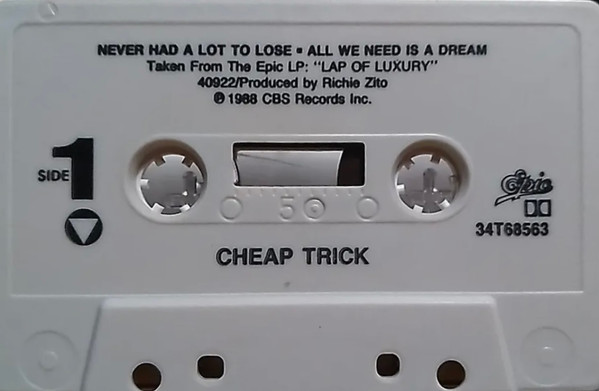 NEVER HAD A LOT TO LOSE ▪ ALL WE NEED IS A DREAM
Taken From The Epic LP: "LAP OF LUXURY"
40922/Produced by Richie Zito
℗ 1988 CBS Records Inc.
SIDE 1
50
Epic
34T68563
CHEAP TRICK